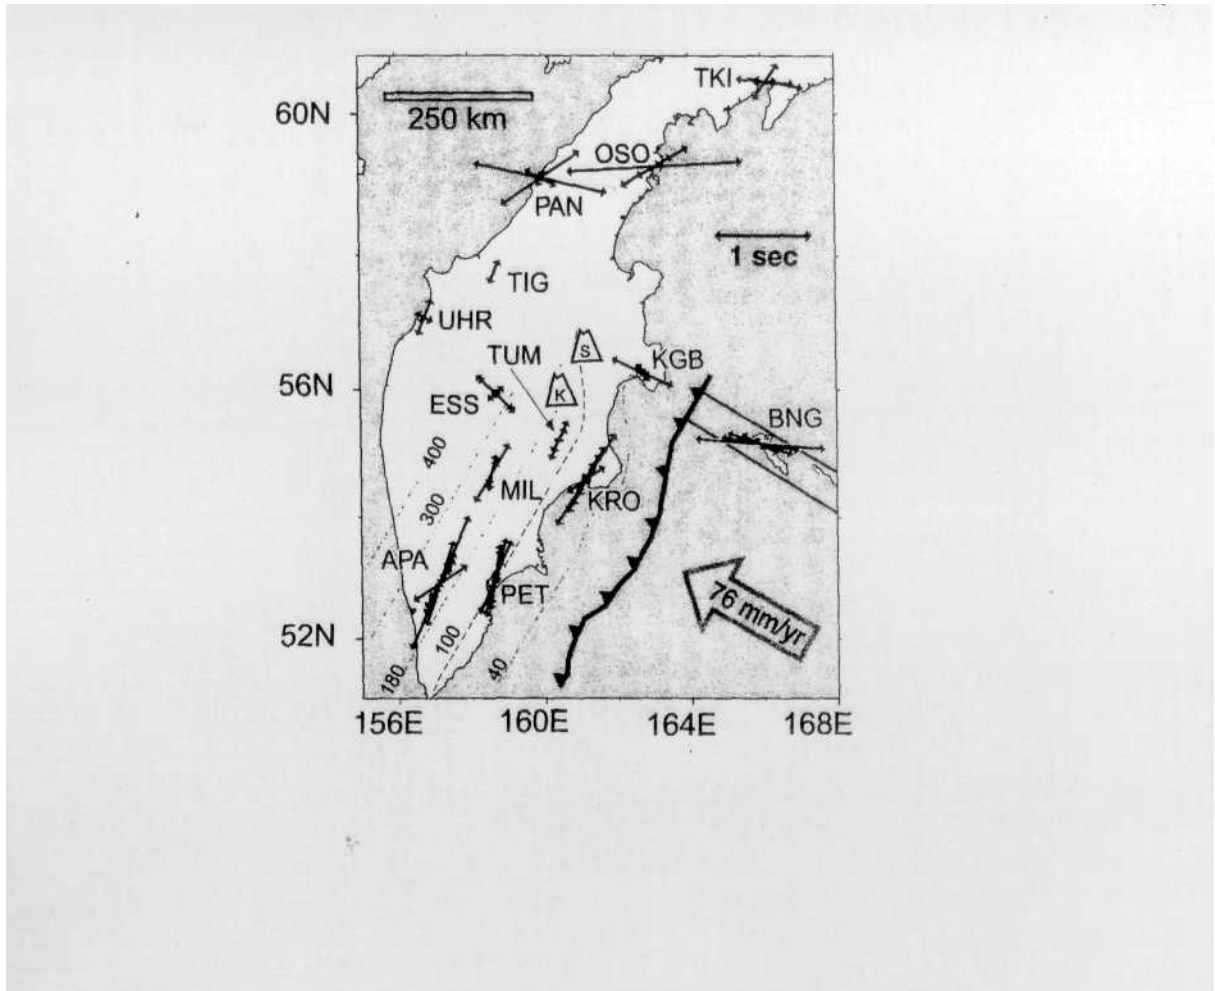 TKI
60N
250 km
OSO
PAN
1 sec
TIG
UHR
TUM
S
KGB
56N
K
ESS
BNG
400
MIL
300
KRO
APA
PET
76 mm/yr
52N
100
40
180
156E 160E 164E 168E